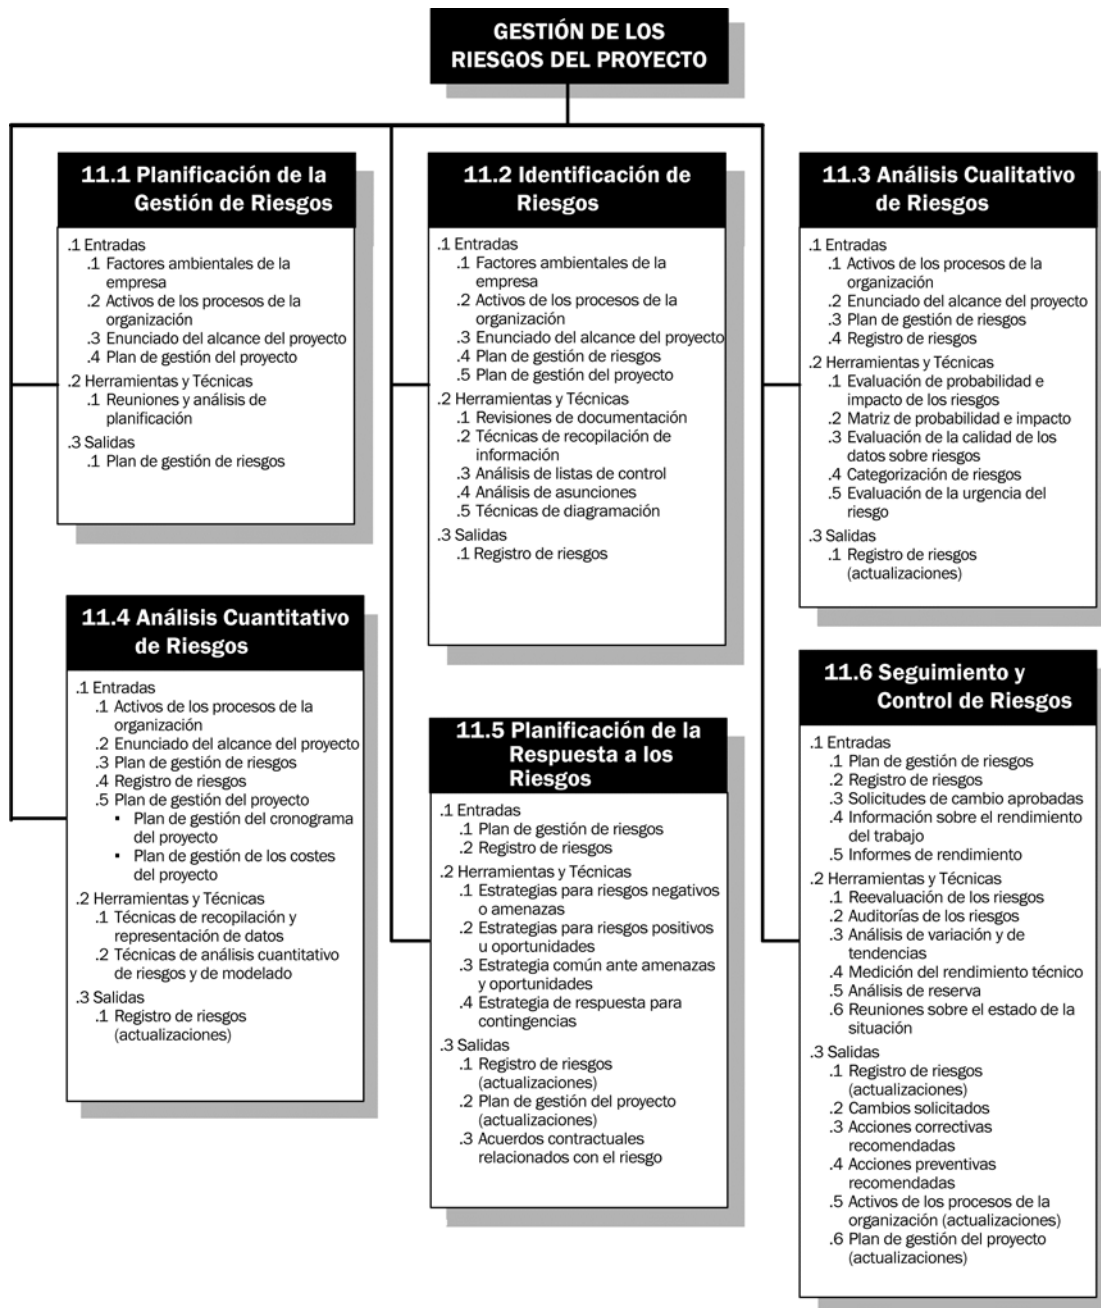 GESTIÓN DE LOS
RIESGOS DEL PROYECTO
11.1 Planificación de la
Gestión de Riesgos
.1 Entradas
.1 Factores ambientales de la
empresa
.2 Activos de los procesos de la
organización
.3 Enunciado del alcance del proyecto
.4 Plan de gestión del proyecto
.2 Herramientas y Técnicas
.1 Reuniones y análisis de
planificación
.3 Salidas
.1 Plan de gestión de riesgos
11.2 Identificación de
Riesgos
.1 Entradas
.1 Factores ambientales de la
empresa
.2 Activos de los procesos de la
organización
.3 Enunciado del alcance del proyecto
.4 Plan de gestión de riesgos
.5 Plan de gestión del proyecto
.2 Herramientas y Técnicas
.1 Revisiones de documentación
.2 Técnicas de recopilación de
información
.3 Análisis de listas de control
.4 Análisis de asunciones
.5 Técnicas de diagramación
.3 Salidas
.1 Registro de riesgos
11.3 Análisis Cualitativo
de Riesgos
.1 Entradas
.1 Activos de los procesos de la
organización
.2 Enunciado del alcance del proyecto
.3 Plan de gestión de riesgos
.4 Registro de riesgos
.2 Herramientas y Técnicas
.1 Evaluación de probabilidad e
impacto de los riesgos
.2 Matriz de probabilidad e impacto
.3 Evaluación de la calidad de los
datos sobre riesgos
.4 Categorización de riesgos
.5 Evaluación de la urgencia del
riesgo
.3 Salidas
.1 Registro de riesgos
(actualizaciones)
11.4 Análisis Cuantitativo
de Riesgos
.1 Entradas
.1 Activos de los procesos de la
organización
.2 Enunciado del alcance del proyecto
.3 Plan de gestión de riesgos
.4 Registro de riesgos
.5 Plan de gestión del proyecto
▪ Plan de gestión del cronograma
del proyecto
▪ Plan de gestión de los costes
del proyecto
.2 Herramientas y Técnicas
.1 Técnicas de recopilación y
representación de datos
.2 Técnicas de análisis cuantitativo
de riesgos y de modelado
.3 Salidas
.1 Registro de riesgos
(actualizaciones)
11.5 Planificación de la
Respuesta a los
Riesgos
.1 Entradas
.1 Plan de gestión de riesgos
.2 Registro de riesgos
.2 Herramientas y Técnicas
.1 Estrategias para riesgos negativos
o amenazas
.2 Estrategias para riesgos positivos
u oportunidades
.3 Estrategia común ante amenazas
y oportunidades
.4 Estrategia de respuesta para
contingencias
.3 Salidas
.1 Registro de riesgos
(actualizaciones)
.2 Plan de gestión del proyecto
(actualizaciones)
.3 Acuerdos contractuales
relacionados con el riesgo
11.6 Seguimiento y
Control de Riesgos
.1 Entradas
.1 Plan de gestión de riesgos
.2 Registro de riesgos
.3 Solicitudes de cambio aprobadas
.4 Información sobre el rendimiento
del trabajo
.5 Informes de rendimiento
.2 Herramientas y Técnicas
.1 Reevaluación de los riesgos
.2 Auditorías de los riesgos
.3 Análisis de variación y de
tendencias
.4 Medición del rendimiento técnico
.5 Análisis de reserva
.6 Reuniones sobre el estado de la
situación
.3 Salidas
.1 Registro de riesgos
(actualizaciones)
.2 Cambios solicitados
.3 Acciones correctivas
recomendadas
.4 Acciones preventivas
recomendadas
.5 Activos de los procesos de la
organización (actualizaciones)
.6 Plan de gestión del proyecto
(actualizaciones)